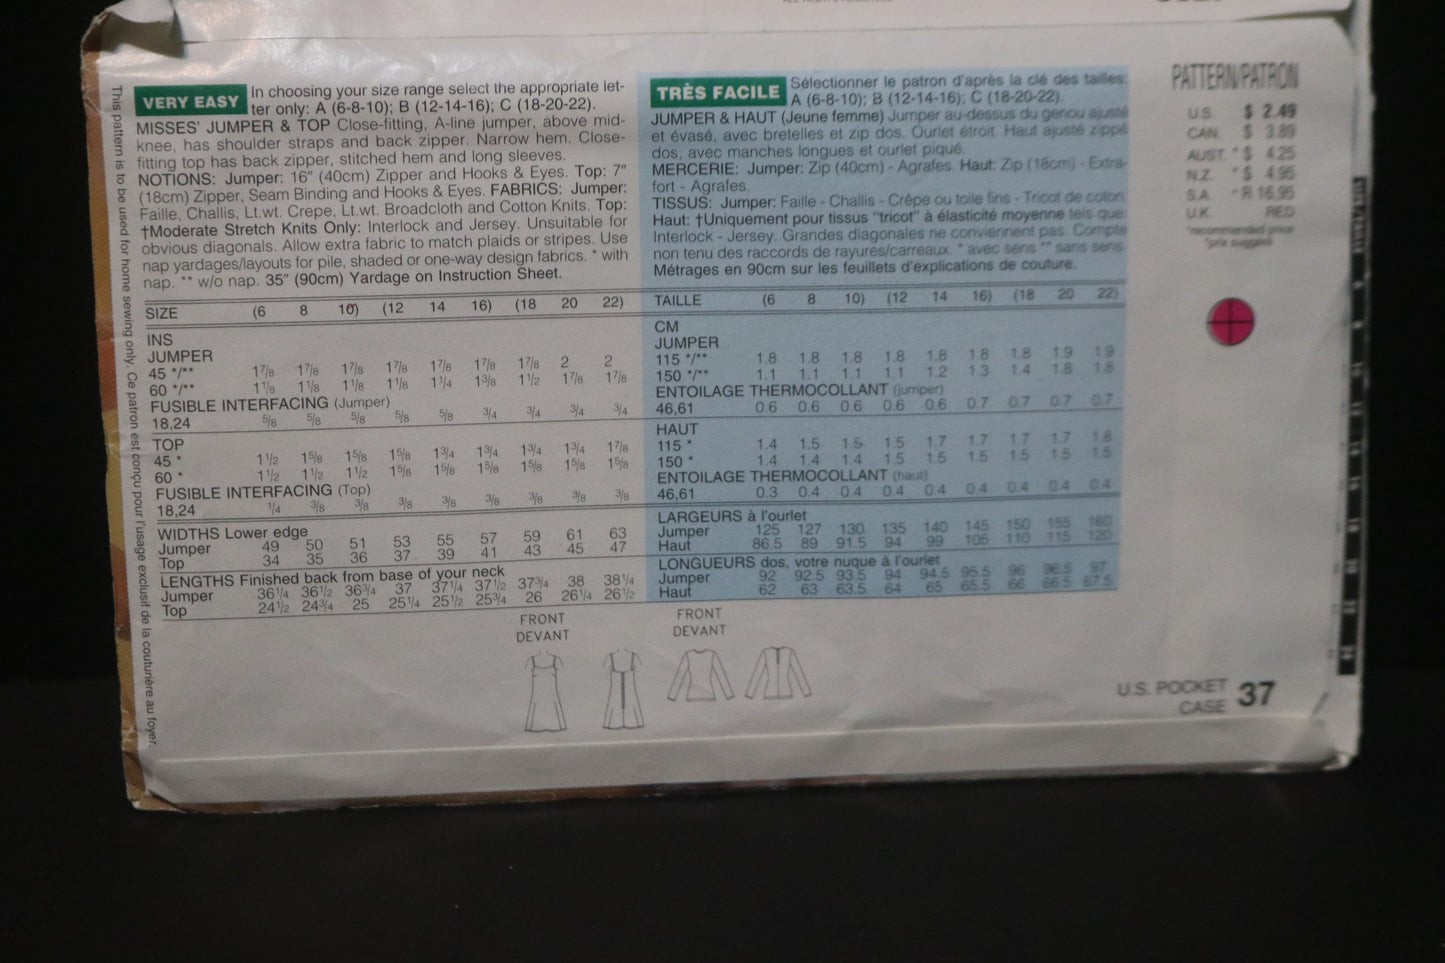 This pattern is to be used for home sewing only. Ce patron est conçu pour l'usage exclusif de la couturière au foyer.
VERY EASY In choosing your size range select the appropriate let-
ter only: A (6-8-10); B (12-14-16); C (18-20-22).
MISSES' JUMPER & TOP Close-fitting, A-line jumper, above mid-
knee, has shoulder straps and back zipper. Narrow hem. Close-
fitting top has back zipper, stitched hem and long sleeves.
NOTIONS: Jumper: 16" (40cm) Zipper and Hooks & Eyes. Top: 7"
(18cm) Zipper, Seam Binding and Hooks & Eyes. FABRICS: Jumper:
Faille, Challis, Lt.wt. Crepe, Lt.wt. Broadcloth and Cotton Knits. Top:
†Moderate Stretch Knits Only: Interlock and Jersey. Unsuitable for
obvious diagonals. Allow extra fabric to match plaids or stripes. Use
nap yardages/layouts for pile, shaded or one-way design fabrics. * with
nap. ** w/o nap. 35" (90cm) Yardage on Instruction Sheet.
SIZE (6 8 10) (12 14 16) (18 20 22)
INS
JUMPER
45 */** 1⅞ 1⅞ 1⅞ 1⅞ 1⅞ 1⅞ 1⅞ 2 2
60 */** 1⅛ 1⅛ 1⅛ 1⅛ 1¼ 1⅜ 1½ 1⅞ 1⅞
FUSIBLE INTERFACING (Jumper)
18,24 ⅝ ⅝ ⅝ ⅝ ⅝ ¾ ¾ ¾ ¾
TOP
45 * 1½ 1⅝ 1⅝ 1⅝ 1¾ 1¾ 1¾ 1¾ 1⅞
60 * 1½ 1½ 1½ 1⅝ 1⅝ 1⅝ 1⅝ 1⅝ 1⅝
FUSIBLE INTERFACING (Top)
18,24 ¼ ⅜ ⅜ ⅜ ⅜ ⅜ ⅜ ⅜ ⅜
WIDTHS Lower edge
Jumper 49 50 51 53 55 57 59 61 63
Top 34 35 36 37 39 41 43 45 47
LENGTHS Finished back from base of your neck
Jumper 36¼ 36½ 36¾ 37 37¼ 37½ 37¾ 38 38¼
Top 24½ 24¾ 25 25¼ 25½ 25¾ 26 26¼ 26½
TRÈS FACILE Sélectionner le patron d'après la clé des tailles:
A (6-8-10); B (12-14-16); C (18-20-22).
JUMPER & HAUT (Jeune femme) Jumper au-dessus du genou ajusté
et évasé, avec bretelles et zip dos. Ourlet étroit. Haut ajusté zippé
dos, avec manches longues et ourlet piqué.
MERCERIE: Jumper: Zip (40cm) - Agrafes. Haut: Zip (18cm) - Extra-
fort - Agrafes.
TISSUS: Jumper: Faille - Challis - Crêpe ou toile fins - Tricot de coton.
Haut: †Uniquement pour tissus "tricot" à élasticité moyenne tels que:
Interlock - Jersey. Grandes diagonales ne conviennent pas. Compte
non tenu des raccords de rayures/carreaux. * avec sens ** sans sens.
Métrages en 90cm sur les feuillets d'explications de couture.
TAILLE (6 8 10) (12 14 16) (18 20 22)
CM
JUMPER
115 */** 1.8 1.8 1.8 1.8 1.8 1.8 1.8 1.9 1.9
150 */** 1.1 1.1 1.1 1.1 1.2 1.3 1.4 1.8 1.8
ENTOILAGE THERMOCOLLANT (jumper)
46,61 0.6 0.6 0.6 0.6 0.6 0.7 0.7 0.7 0.7
HAUT
115 * 1.4 1.5 1.5 1.5 1.7 1.7 1.7 1.7 1.8
150 * 1.4 1.4 1.4 1.5 1.5 1.5 1.5 1.5 1.5
ENTOILAGE THERMOCOLLANT (haut)
46,61 0.3 0.4 0.4 0.4 0.4 0.4 0.4 0.4 0.4
LARGEURS à l'ourlet
Jumper 125 127 130 135 140 145 150 155 160
Haut 86.5 89 91.5 94 99 105 110 115 120
LONGUEURS dos, votre nuque à l'ourlet
Jumper 92 92.5 93.5 94 94.5 95.5 96 96.5 97
Haut 62 63 63.5 64 65 65.5 66 66.5 67.5
FRONT
DEVANT
FRONT
DEVANT
PATTERN/PATRON
U.S. $ 2.49
CAN. $ 3.89
AUST. * $ 4.25
N.Z. * $ 4.95
S.A. * R 16.95
U.K. RED
*recommended price
*prix suggéré
U.S. POCKET
CASE 37